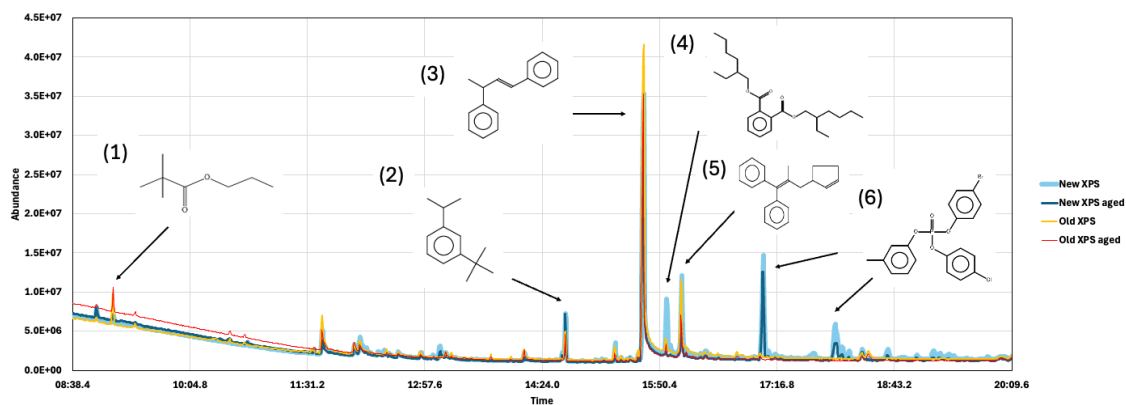 4.5E+07
4.0E+07
3.5E+07
3.0E+07
2.5E+07
2.0E+07
1.5E+07
1.0E+07
5.0E+06
0.0E+00
Abundance
08:38.4 10:04.8 11:31.2 12:57.6 14:24.0 15:50.4 17:16.8 18:43.2 20:09.6
Time
(1)
O
O
(2)
(3)
(4)
O
O
O
O
(5)
(6)
O
O
P
O
O
New XPS
New XPS aged
Old XPS
Old XPS aged